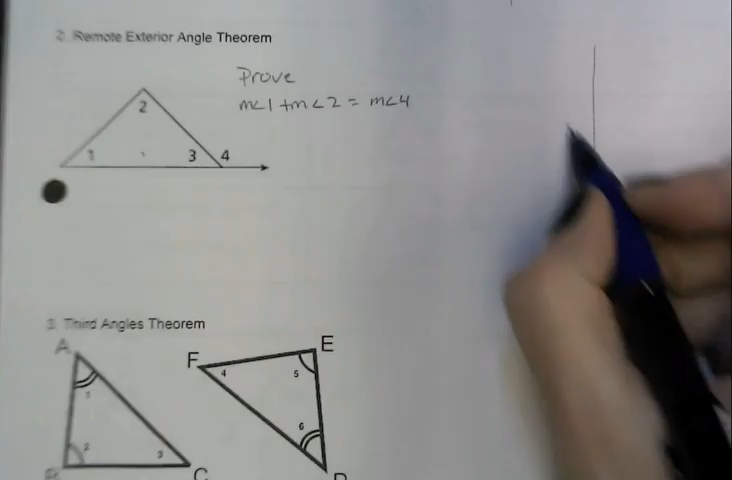 2. Remote Exterior Angle Theorem
Prove
m∠1 + m∠2 = m∠4
2
1
3
4
3. Third Angles Theorem
A
F
E
4
5
1
6
2
3
C